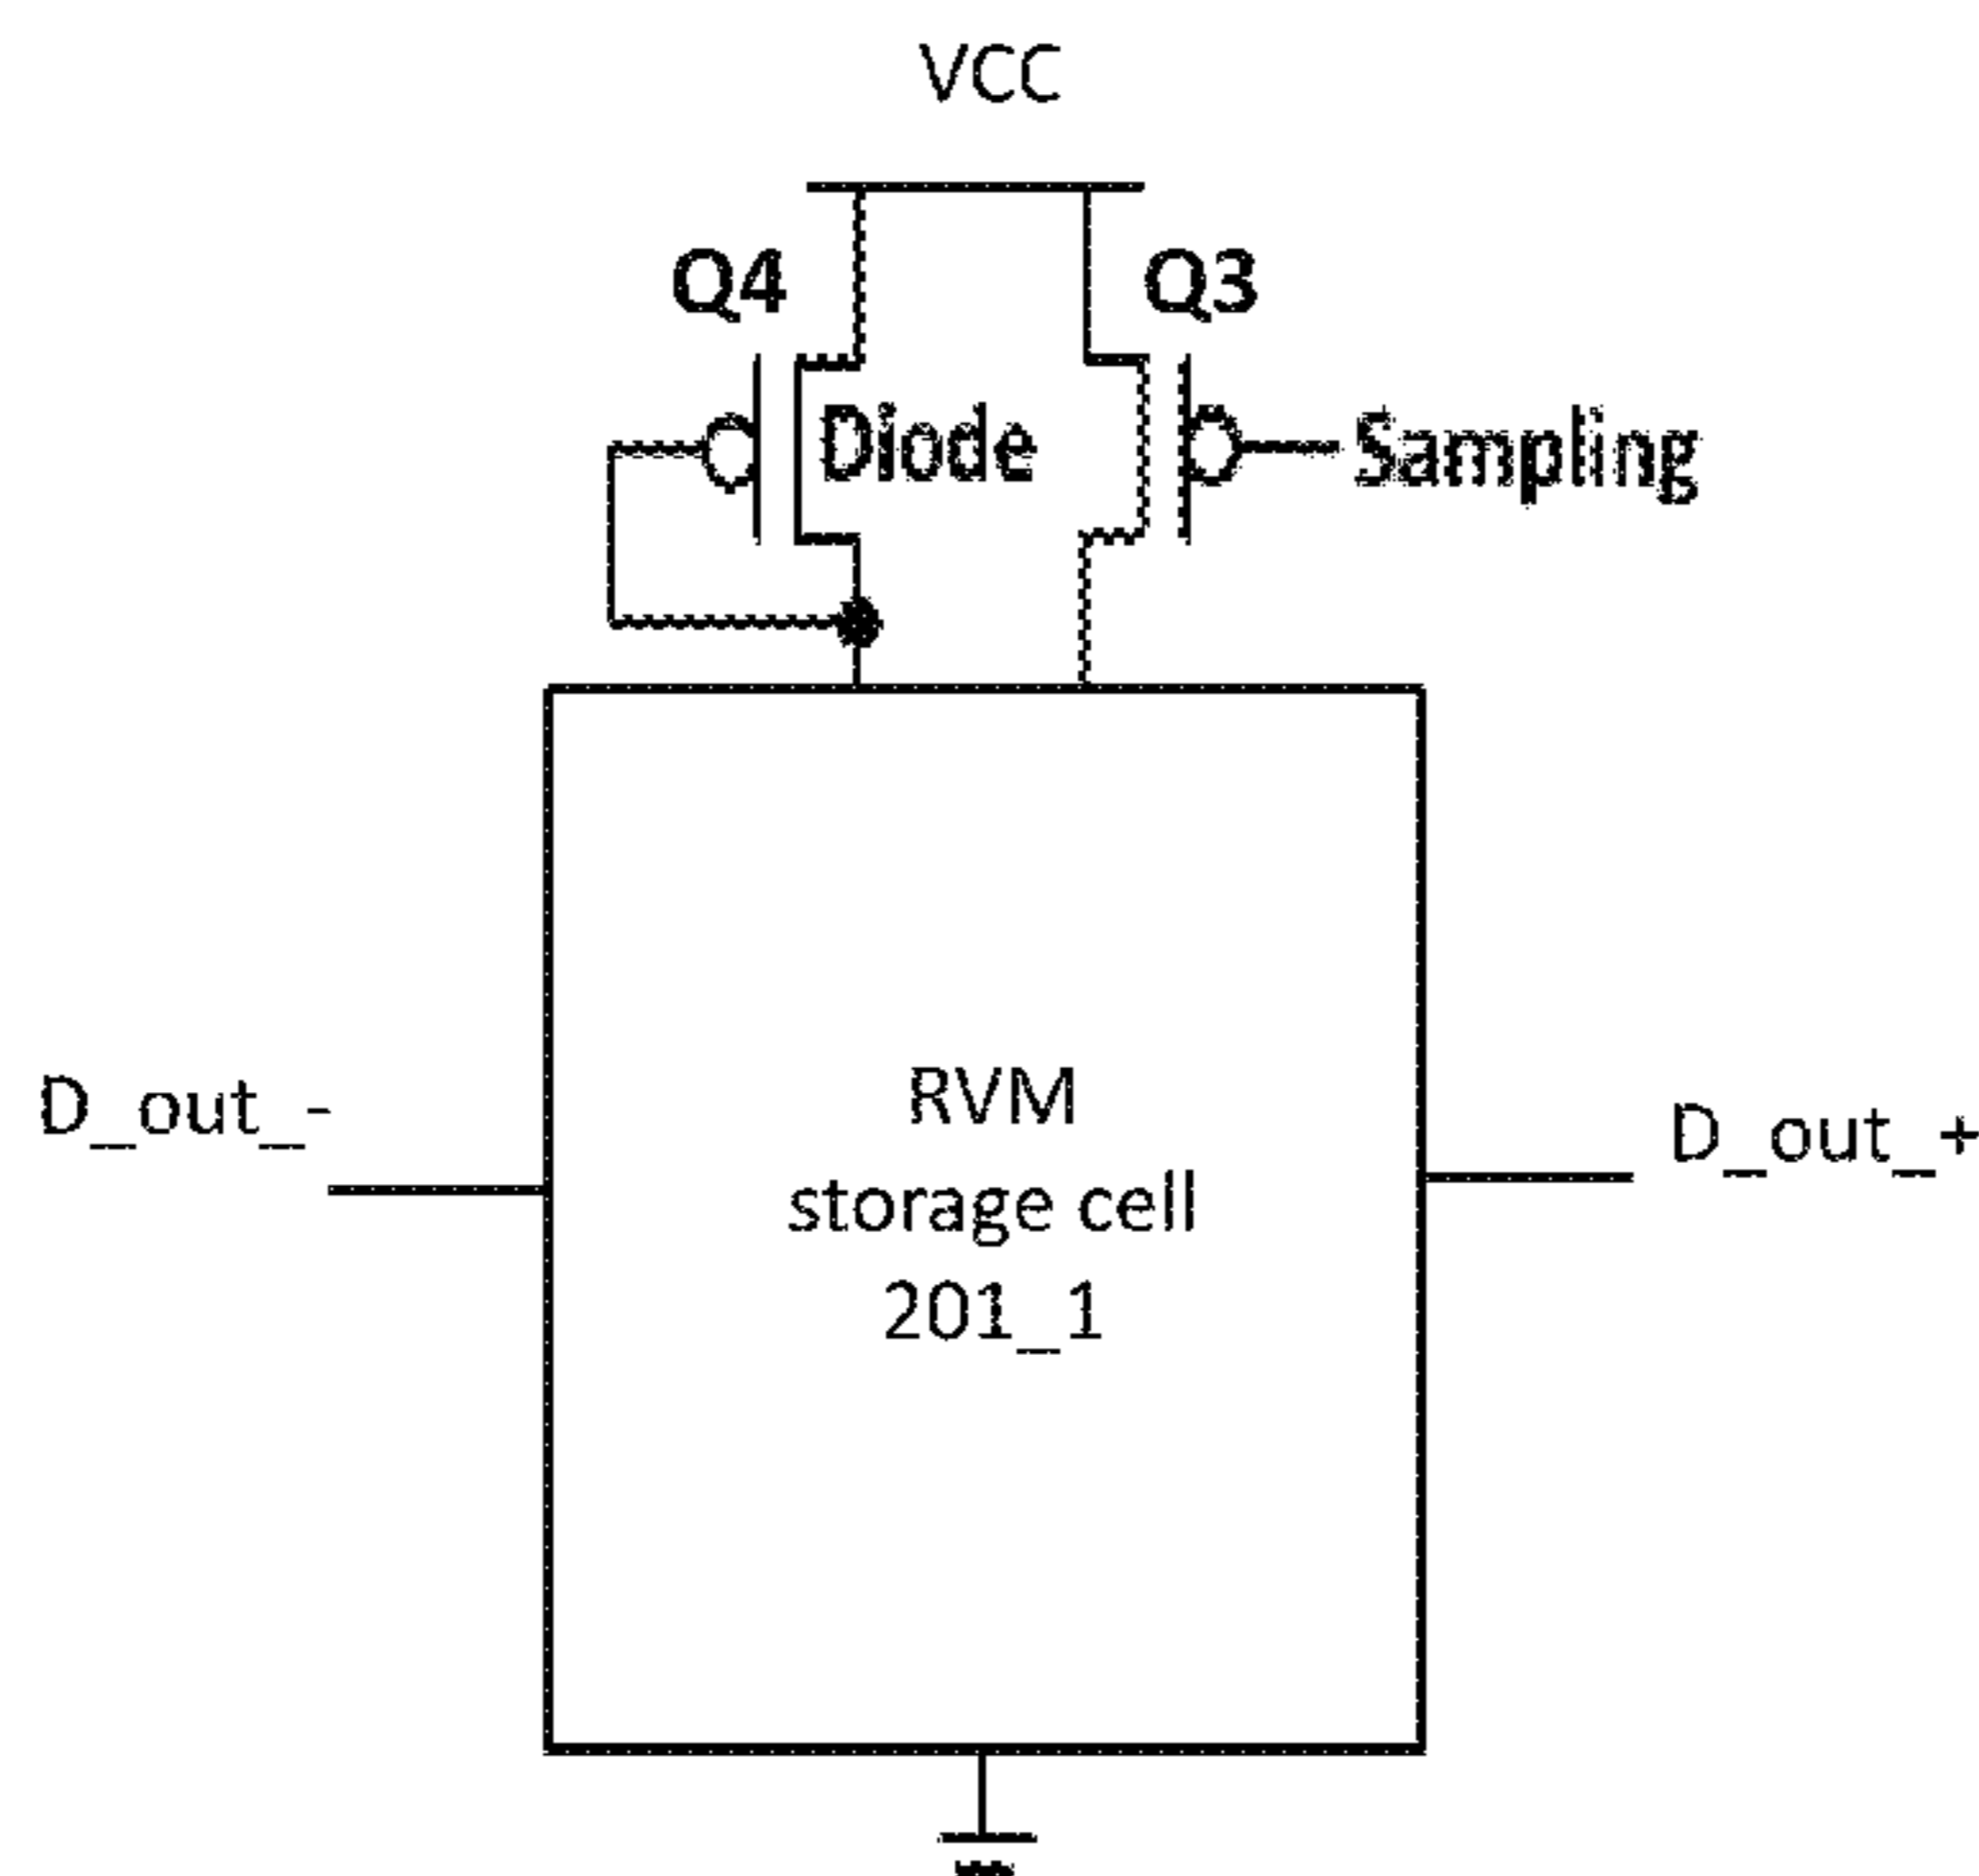 VCC
Q4
Q3
Diode
Sampling
D_out_-
D_out_+
RVM
storage cell
201_1